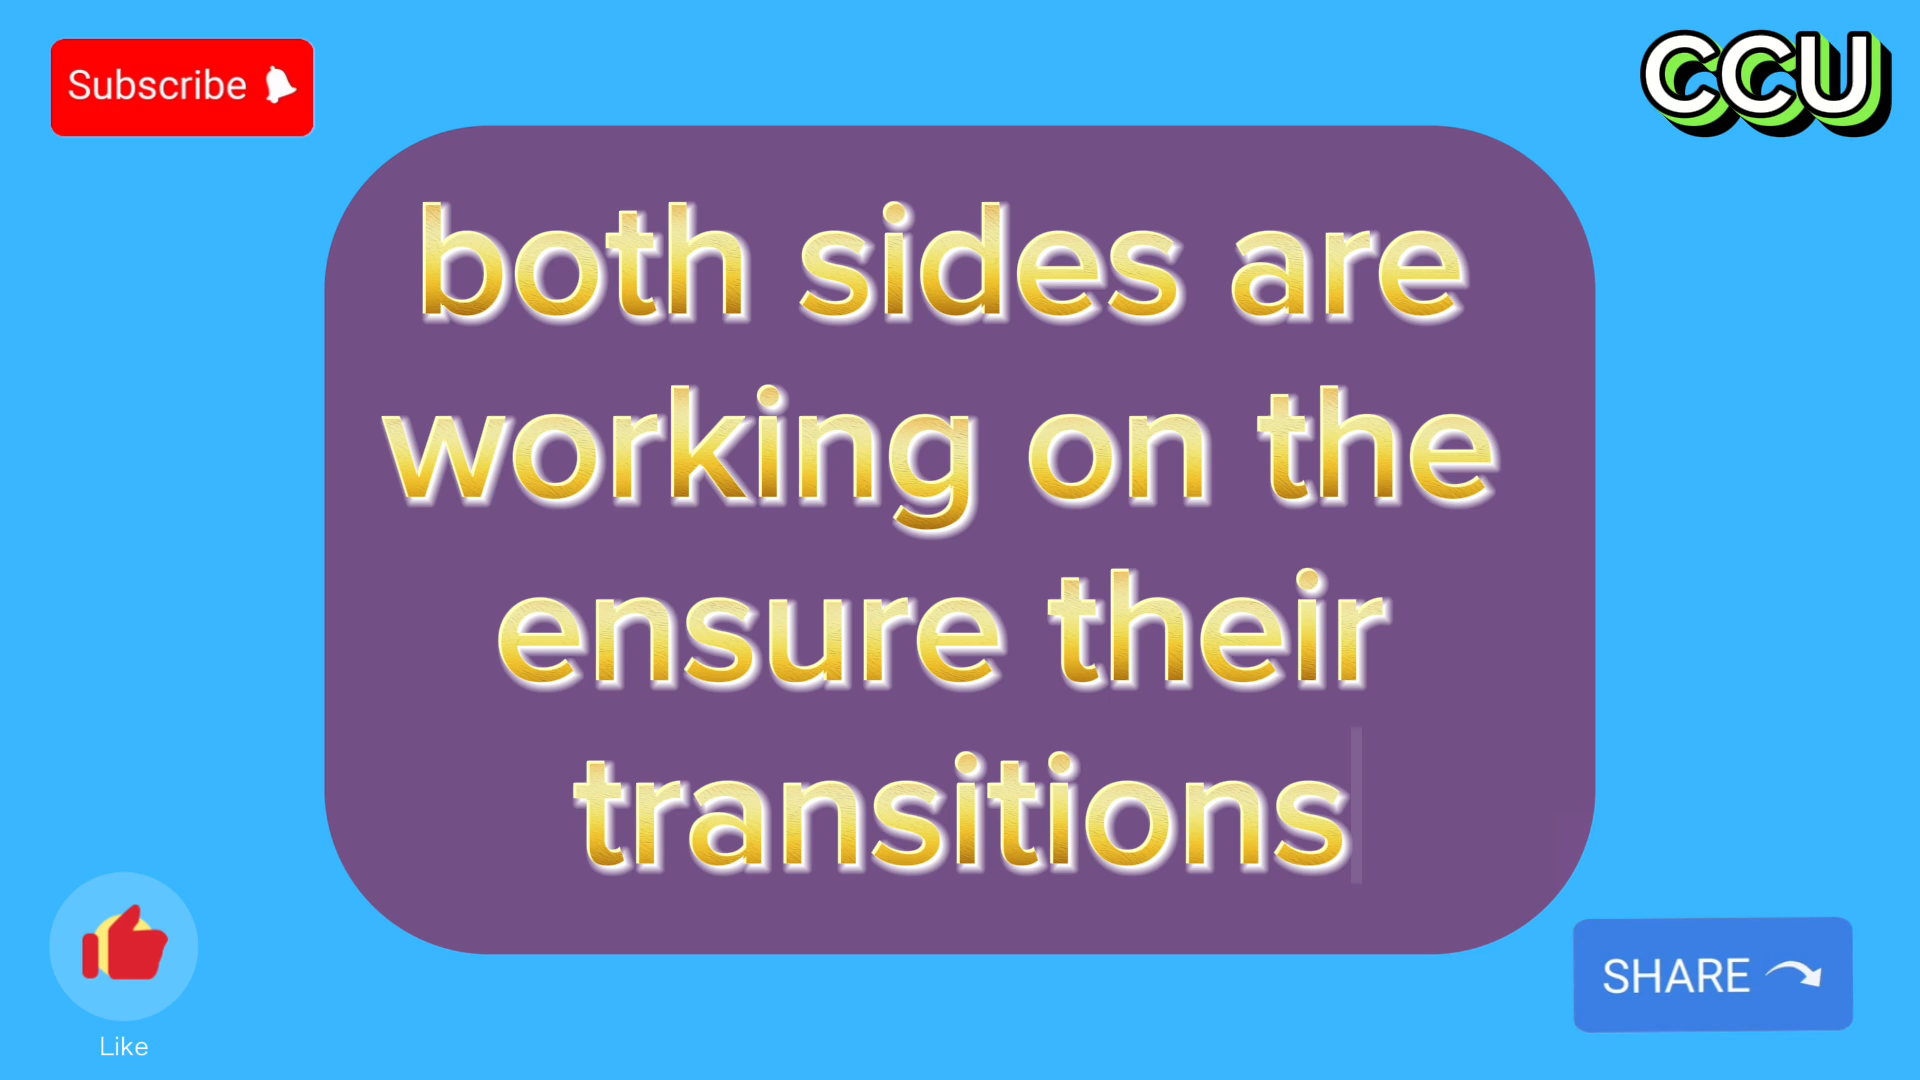 Subscribe
CCU
both sides are
working on the
ensure their
transitions
Like
SHARE